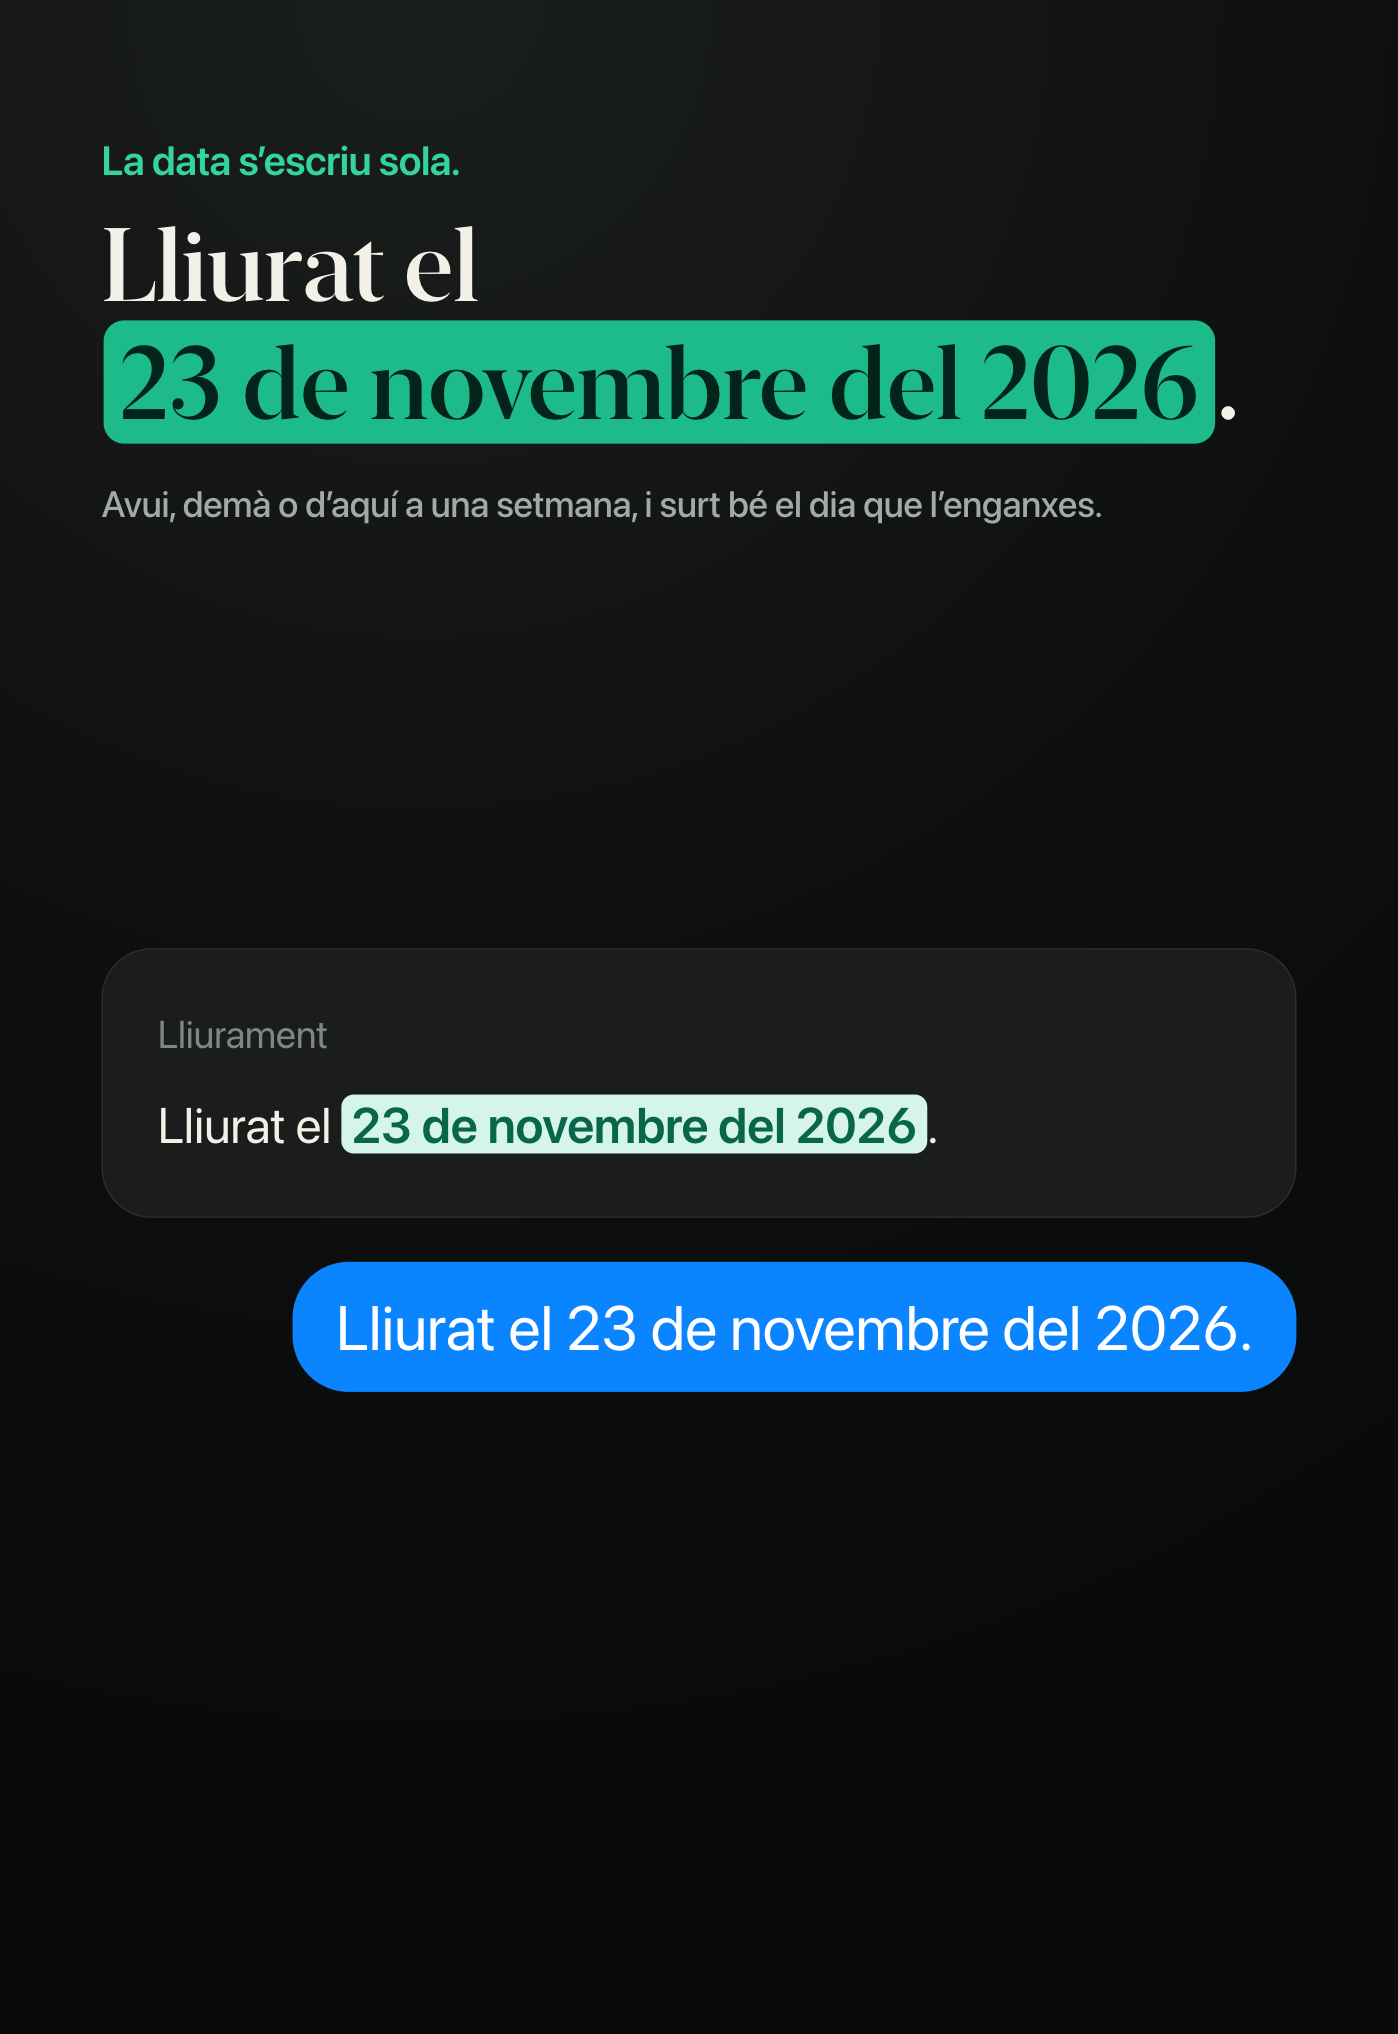 La data s’escriu sola.
Lliurat el
23 de novembre del 2026.
Avui, demà o d’aquí a una setmana, i surt bé el dia que l’enganxes.
Lliurament
Lliurat el 23 de novembre del 2026.
Lliurat el 23 de novembre del 2026.